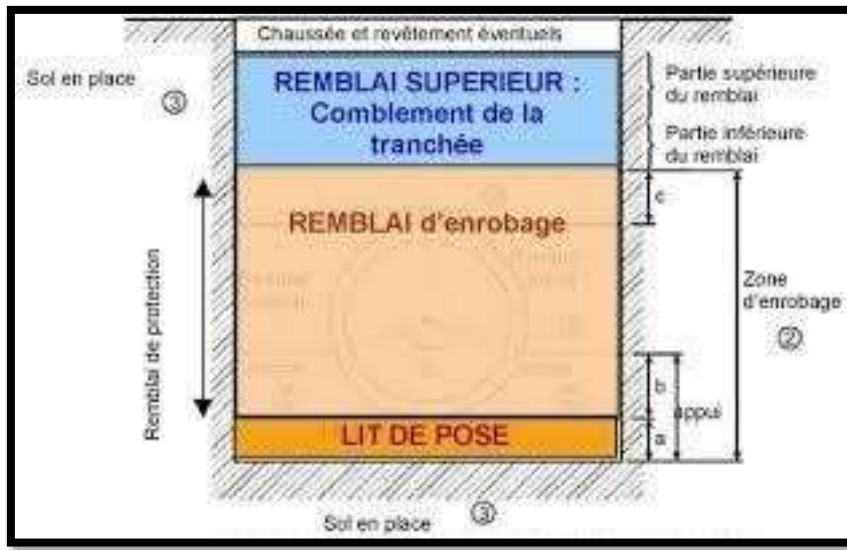 Chaussée et revêtement éventuels
Sol en place
③
REMBLAI SUPERIEUR :
Comblement de la
tranchée
Partie supérieure
du remblai
Partie inférieure
du remblai
c
REMBLAI d'enrobage
Remblai de protection
Zone
d'enrobage
②
b
appui
a
LIT DE POSE
Sol en place ③